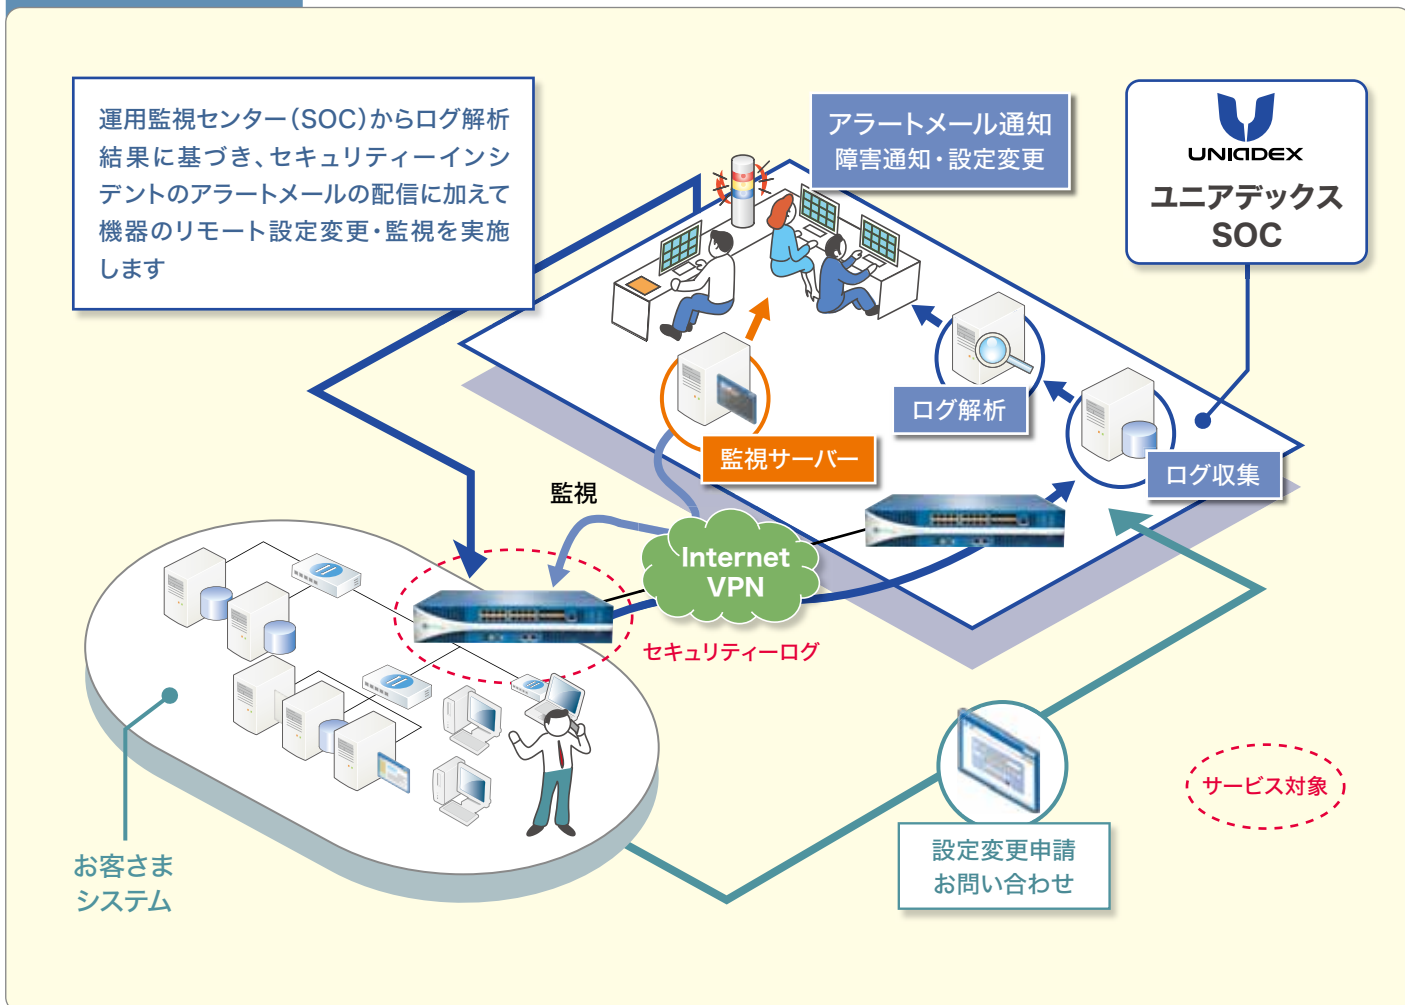 運用監視センター（SOC）からログ解析
結果に基づき、セキュリティーインシ
デントのアラートメールの配信に加えて
機器のリモート設定変更・監視を実施
します
アラートメール通知
障害通知・設定変更
UNIADEX
ユニアデックス
SOC
ログ解析
監視サーバー
ログ収集
監視
Internet
VPN
セキュリティーログ
サービス対象
設定変更申請
お問い合わせ
お客さま
システム